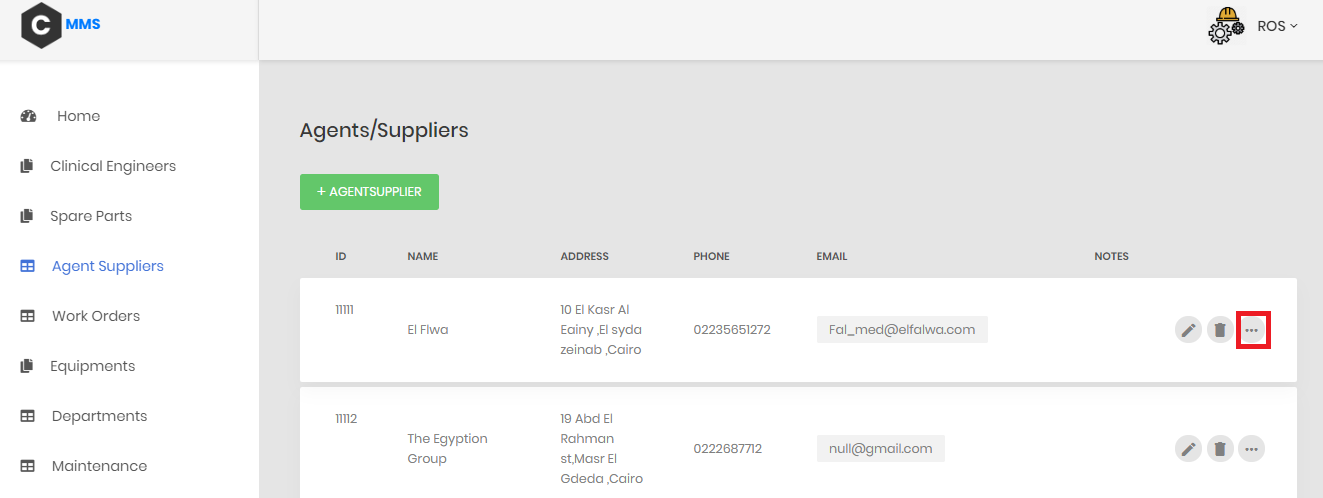 C MMS
ROS
Home
Clinical Engineers
Spare Parts
Agent Suppliers
Work Orders
Equipments
Departments
Maintenance
Agents/Suppliers
+ AGENTSUPPLIER
ID NAME ADDRESS PHONE EMAIL NOTES
11111
El Flwa
10 El Kasr Al
Eainy ,El syda
zeinab ,Cairo
02235651272
Fal_med@elfalwa.com
11112
The Egyption
Group
19 Abd El
Rahman
st,Masr El
Gdeda ,Cairo
0222687712
null@gmail.com